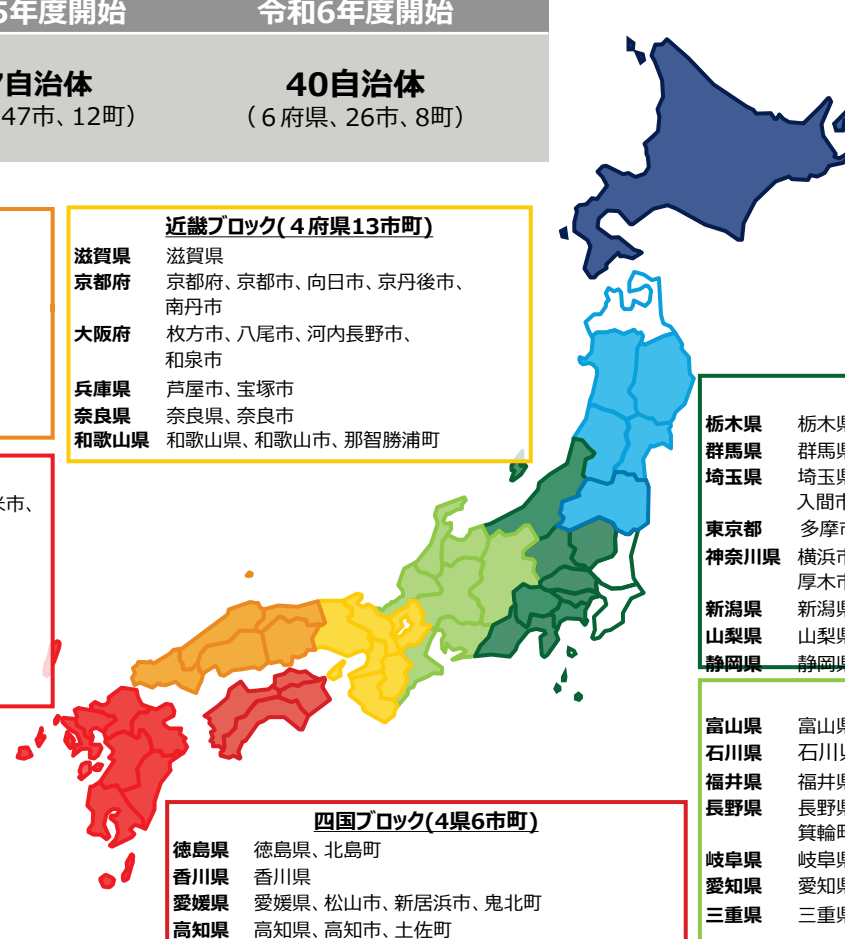 5年度開始
令和6年度開始
自治体
47市、12町）
40自治体
（６府県、26市、8町）
近畿ブロック(４府県13市町)
滋賀県 滋賀県
京都府 京都府、京都市、向日市、京丹後市、
南丹市
大阪府 枚方市、八尾市、河内長野市、
和泉市
兵庫県 芦屋市、宝塚市
奈良県 奈良県、奈良市
和歌山県 和歌山県、和歌山市、那智勝浦町
米市、
栃木県 栃木県
群馬県 群馬県
埼玉県 埼玉県
入間市
東京都 多摩市
神奈川県 横浜市
厚木市
新潟県 新潟県
山梨県 山梨県
静岡県 静岡県
富山県 富山県
石川県 石川県
福井県 福井県
長野県 長野県
箕輪町
岐阜県 岐阜県
愛知県 愛知県
三重県 三重県
四国ブロック(4県6市町)
徳島県 徳島県、北島町
香川県 香川県
愛媛県 愛媛県、松山市、新居浜市、鬼北町
高知県 高知県、高知市、土佐町